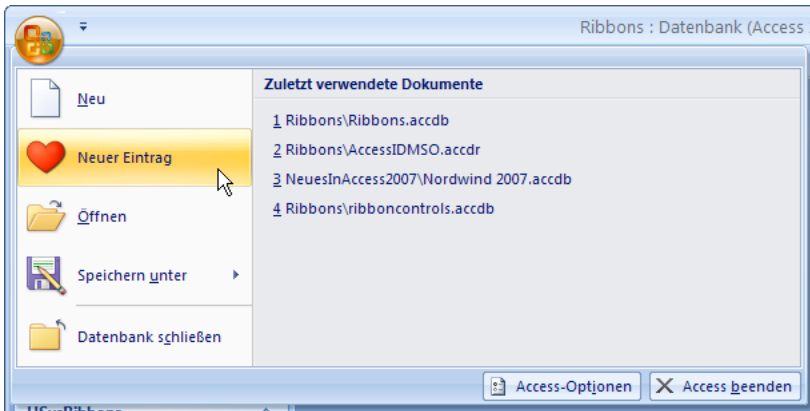 Ribbons : Datenbank (Access
Neu
Neuer Eintrag
Öffnen
Speichern unter
Datenbank schließen
Zuletzt verwendete Dokumente
1 Ribbons\Ribbons.accdb
2 Ribbons\AccessIDMSO.accdr
3 NeuesInAccess2007\Nordwind 2007.accdb
4 Ribbons\ribboncontrols.accdb
Access-Optionen
Access beenden
USysRibbons